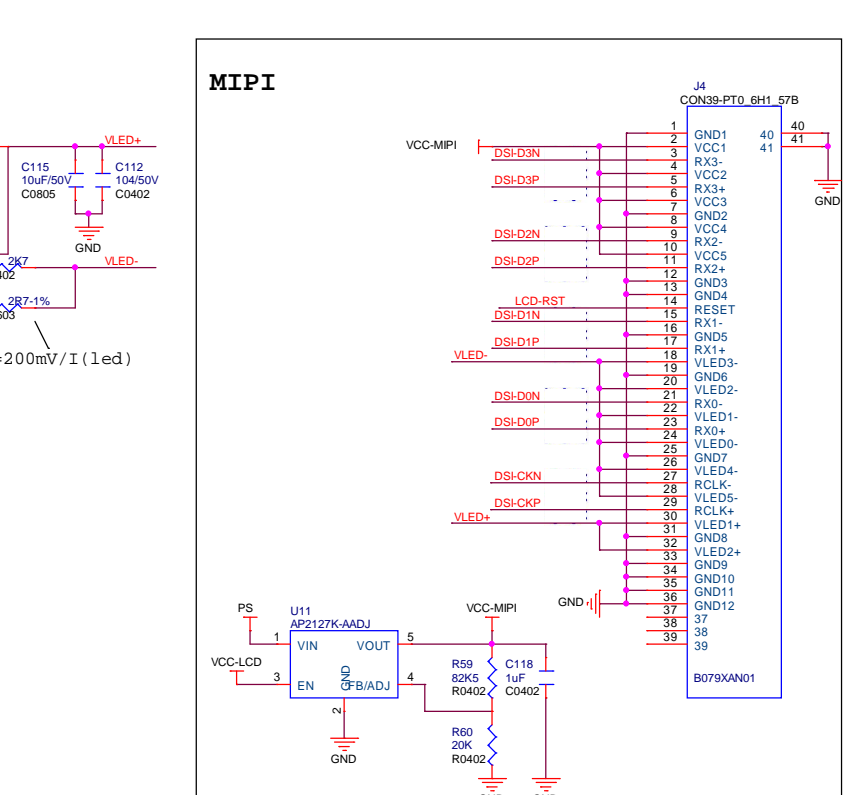 MIPI
J4
CON39-PT0_6H1_57B
VLED+
C115
10uF/50V
C0805
C112
104/50V
C0402
GND
2K7
402
VLED-
2R7-1%
603
=200mV/I(led)
VCC-MIPI
DSI-D3N
DSI-D3P
DSI-D2N
DSI-D2P
LCD-RST
DSI-D1N
DSI-D1P
VLED-
DSI-D0N
DSI-D0P
DSI-CKN
DSI-CKP
VLED+
GND
1 GND1
2 VCC1
3 RX3-
4 VCC2
5 RX3+
6 VCC3
7 GND2
8 VCC4
9 RX2-
10 VCC5
11 RX2+
12 GND3
13 GND4
14 RESET
15 RX1-
16 GND5
17 RX1+
18 VLED3-
19 GND6
20 VLED2-
21 RX0-
22 VLED1-
23 RX0+
24 VLED0-
25 GND7
26 VLED4-
27 RCLK-
28 VLED5-
29 RCLK+
30 VLED1+
31 GND8
32 VLED2+
33 GND9
34 GND10
35 GND11
36 GND12
37 37
38 38
39 39
40 40
41 41
GND
B079XAN01
PS
U11
AP2127K-AADJ
1 VIN VOUT 5
VCC-LCD
3 EN GND FB/ADJ 4
2
GND
VCC-MIPI
R59
82K5
R0402
C118
1uF
C0402
R60
20K
R0402